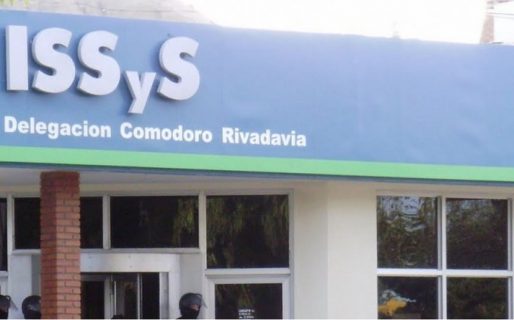 ISSyS
Delegacion Comodoro Rivadavia